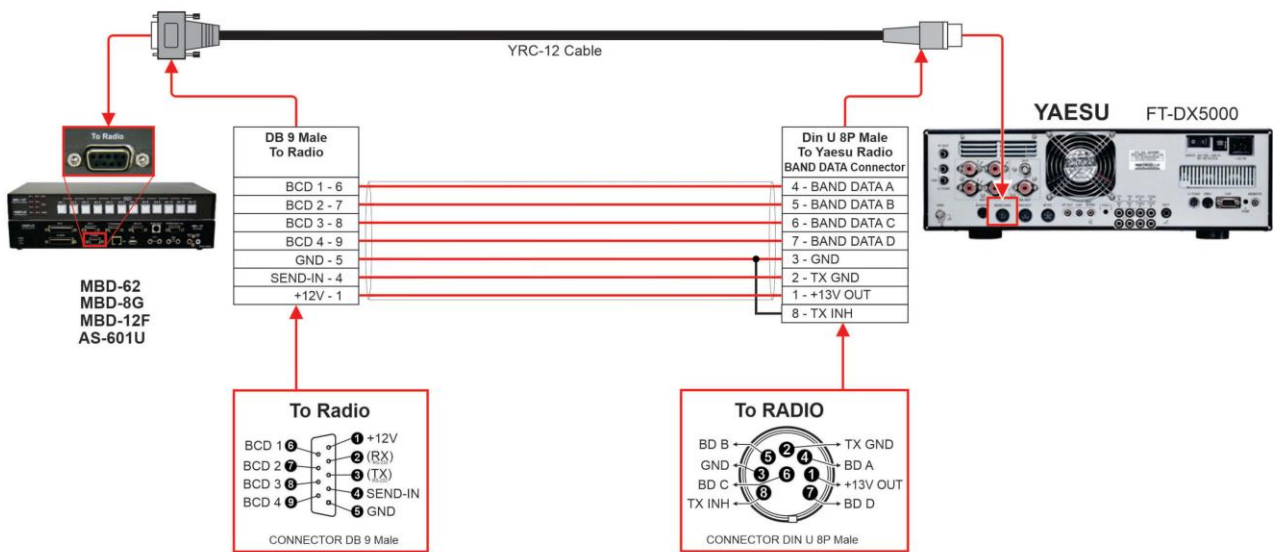 YRC-12 Cable
To Radio
YAESU FT-DX5000
DB 9 Male
To Radio
BCD 1 - 6
BCD 2 - 7
BCD 3 - 8
BCD 4 - 9
GND - 5
SEND-IN - 4
+12V - 1
Din U 8P Male
To Yaesu Radio
BAND DATA Connector
4 - BAND DATA A
5 - BAND DATA B
6 - BAND DATA C
7 - BAND DATA D
3 - GND
2 - TX GND
1 - +13V OUT
8 - TX INH
MBD-62
MBD-8G
MBD-12F
AS-601U
To Radio
BCD 1 6
BCD 2 7
BCD 3 8
BCD 4 9
1 +12V
2 (RX)
3 (TX)
4 SEND-IN
5 GND
CONNECTOR DB 9 Male
To RADIO
BD B
GND
BD C
TX INH
5 2 4
3 6 1
8 7
TX GND
BD A
+13V OUT
BD D
CONNECTOR DIN U 8P Male